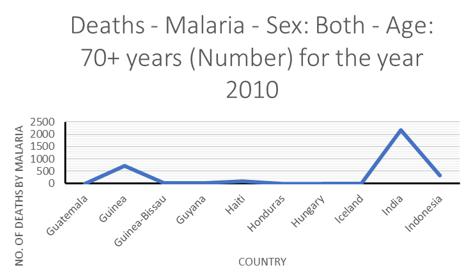 Deaths - Malaria - Sex: Both - Age:
70+ years (Number) for the year
2010
NO. OF DEATHS BY MALARIA
2500
2000
1500
1000
500
0
Guatemala
Guinea
Guinea-Bissau
Guyana
Haiti
Honduras
Hungary
Iceland
India
Indonesia
COUNTRY